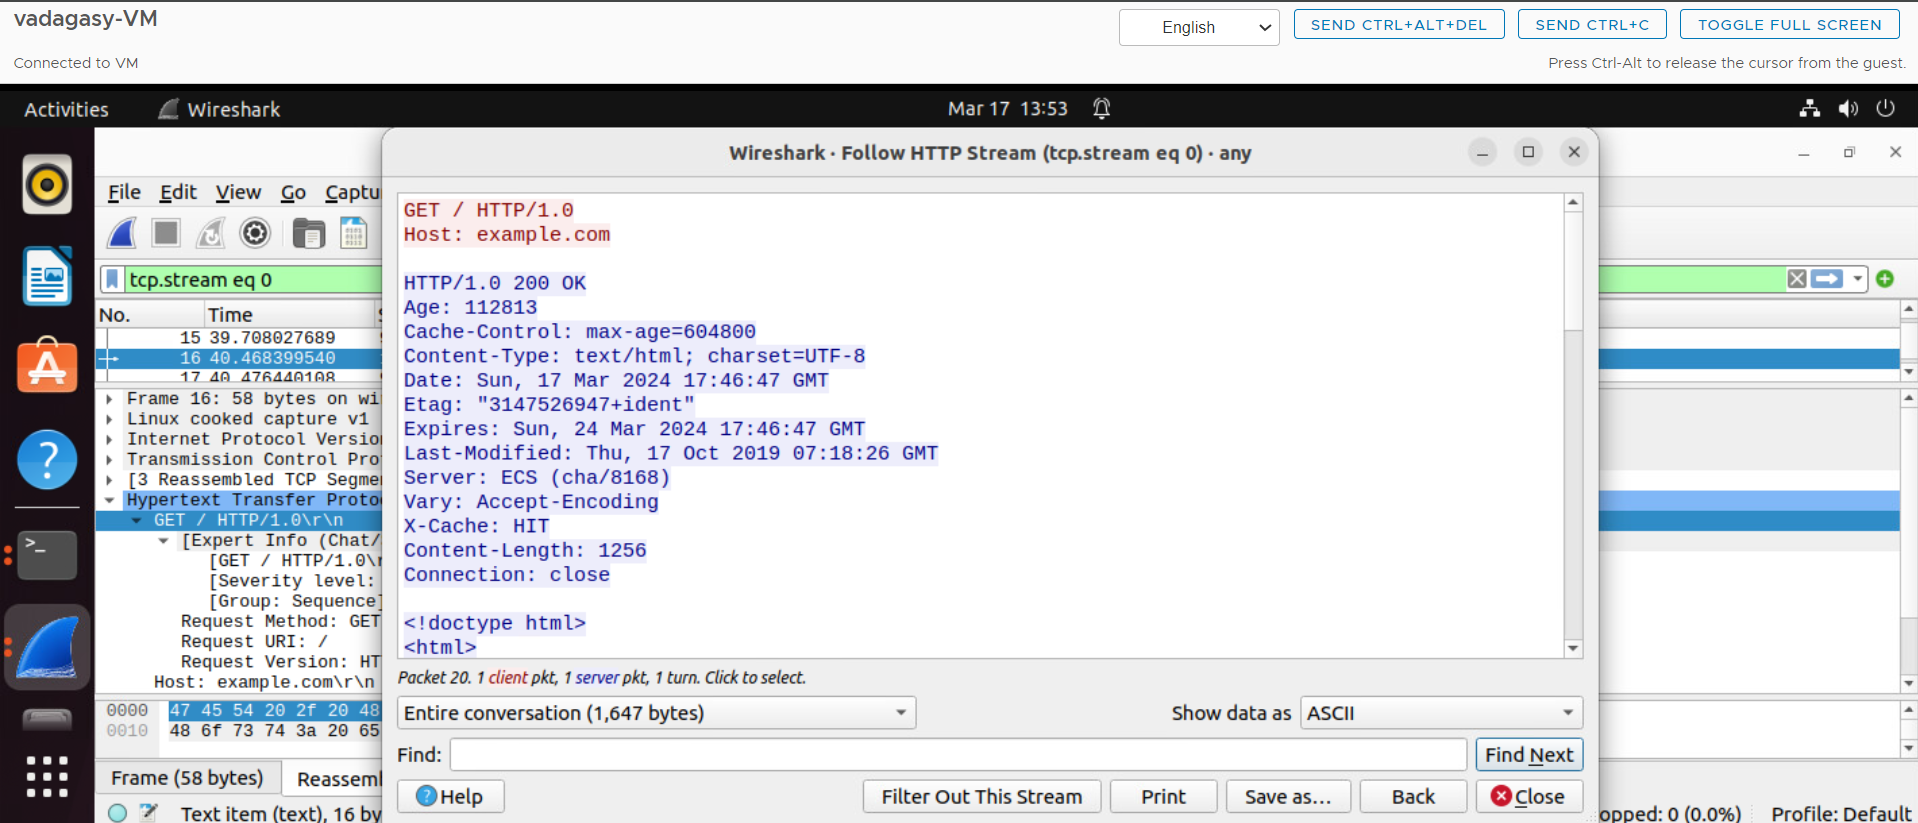 vadagasy-VM
English
SEND CTRL+ALT+DEL
SEND CTRL+C
TOGGLE FULL SCREEN
Connected to VM
Press Ctrl-Alt to release the cursor from the guest.
Activities
Wireshark
Mar 17 13:53
Wireshark · Follow HTTP Stream (tcp.stream eq 0) · any
File Edit View Go Captu
tcp.stream eq 0
No. Time
15 39.708027689
16 40.468399540
17 40.476440108
Frame 16: 58 bytes on wi
Linux cooked capture v1
Internet Protocol Version
Transmission Control Pro
[3 Reassembled TCP Segme
Hypertext Transfer Proto
GET / HTTP/1.0\r\n
[Expert Info (Chat/
[GET / HTTP/1.0\r
[Severity level:
[Group: Sequence]
Request Method: GET
Request URI: /
Request Version: HT
Host: example.com\r\n
0000 47 45 54 20 2f 20 48
0010 48 6f 73 74 3a 20 65
Frame (58 bytes)
Reassem
Text item (text), 16 by
GET / HTTP/1.0
Host: example.com
HTTP/1.0 200 OK
Age: 112813
Cache-Control: max-age=604800
Content-Type: text/html; charset=UTF-8
Date: Sun, 17 Mar 2024 17:46:47 GMT
Etag: "3147526947+ident"
Expires: Sun, 24 Mar 2024 17:46:47 GMT
Last-Modified: Thu, 17 Oct 2019 07:18:26 GMT
Server: ECS (cha/8168)
Vary: Accept-Encoding
X-Cache: HIT
Content-Length: 1256
Connection: close
<!doctype html>
<html>
Packet 20. 1 client pkt, 1 server pkt, 1 turn. Click to select.
Entire conversation (1,647 bytes)
Show data as ASCII
Find:
Find Next
Help
Filter Out This Stream
Print
Save as...
Back
Close
opped: 0 (0.0%)
Profile: Default